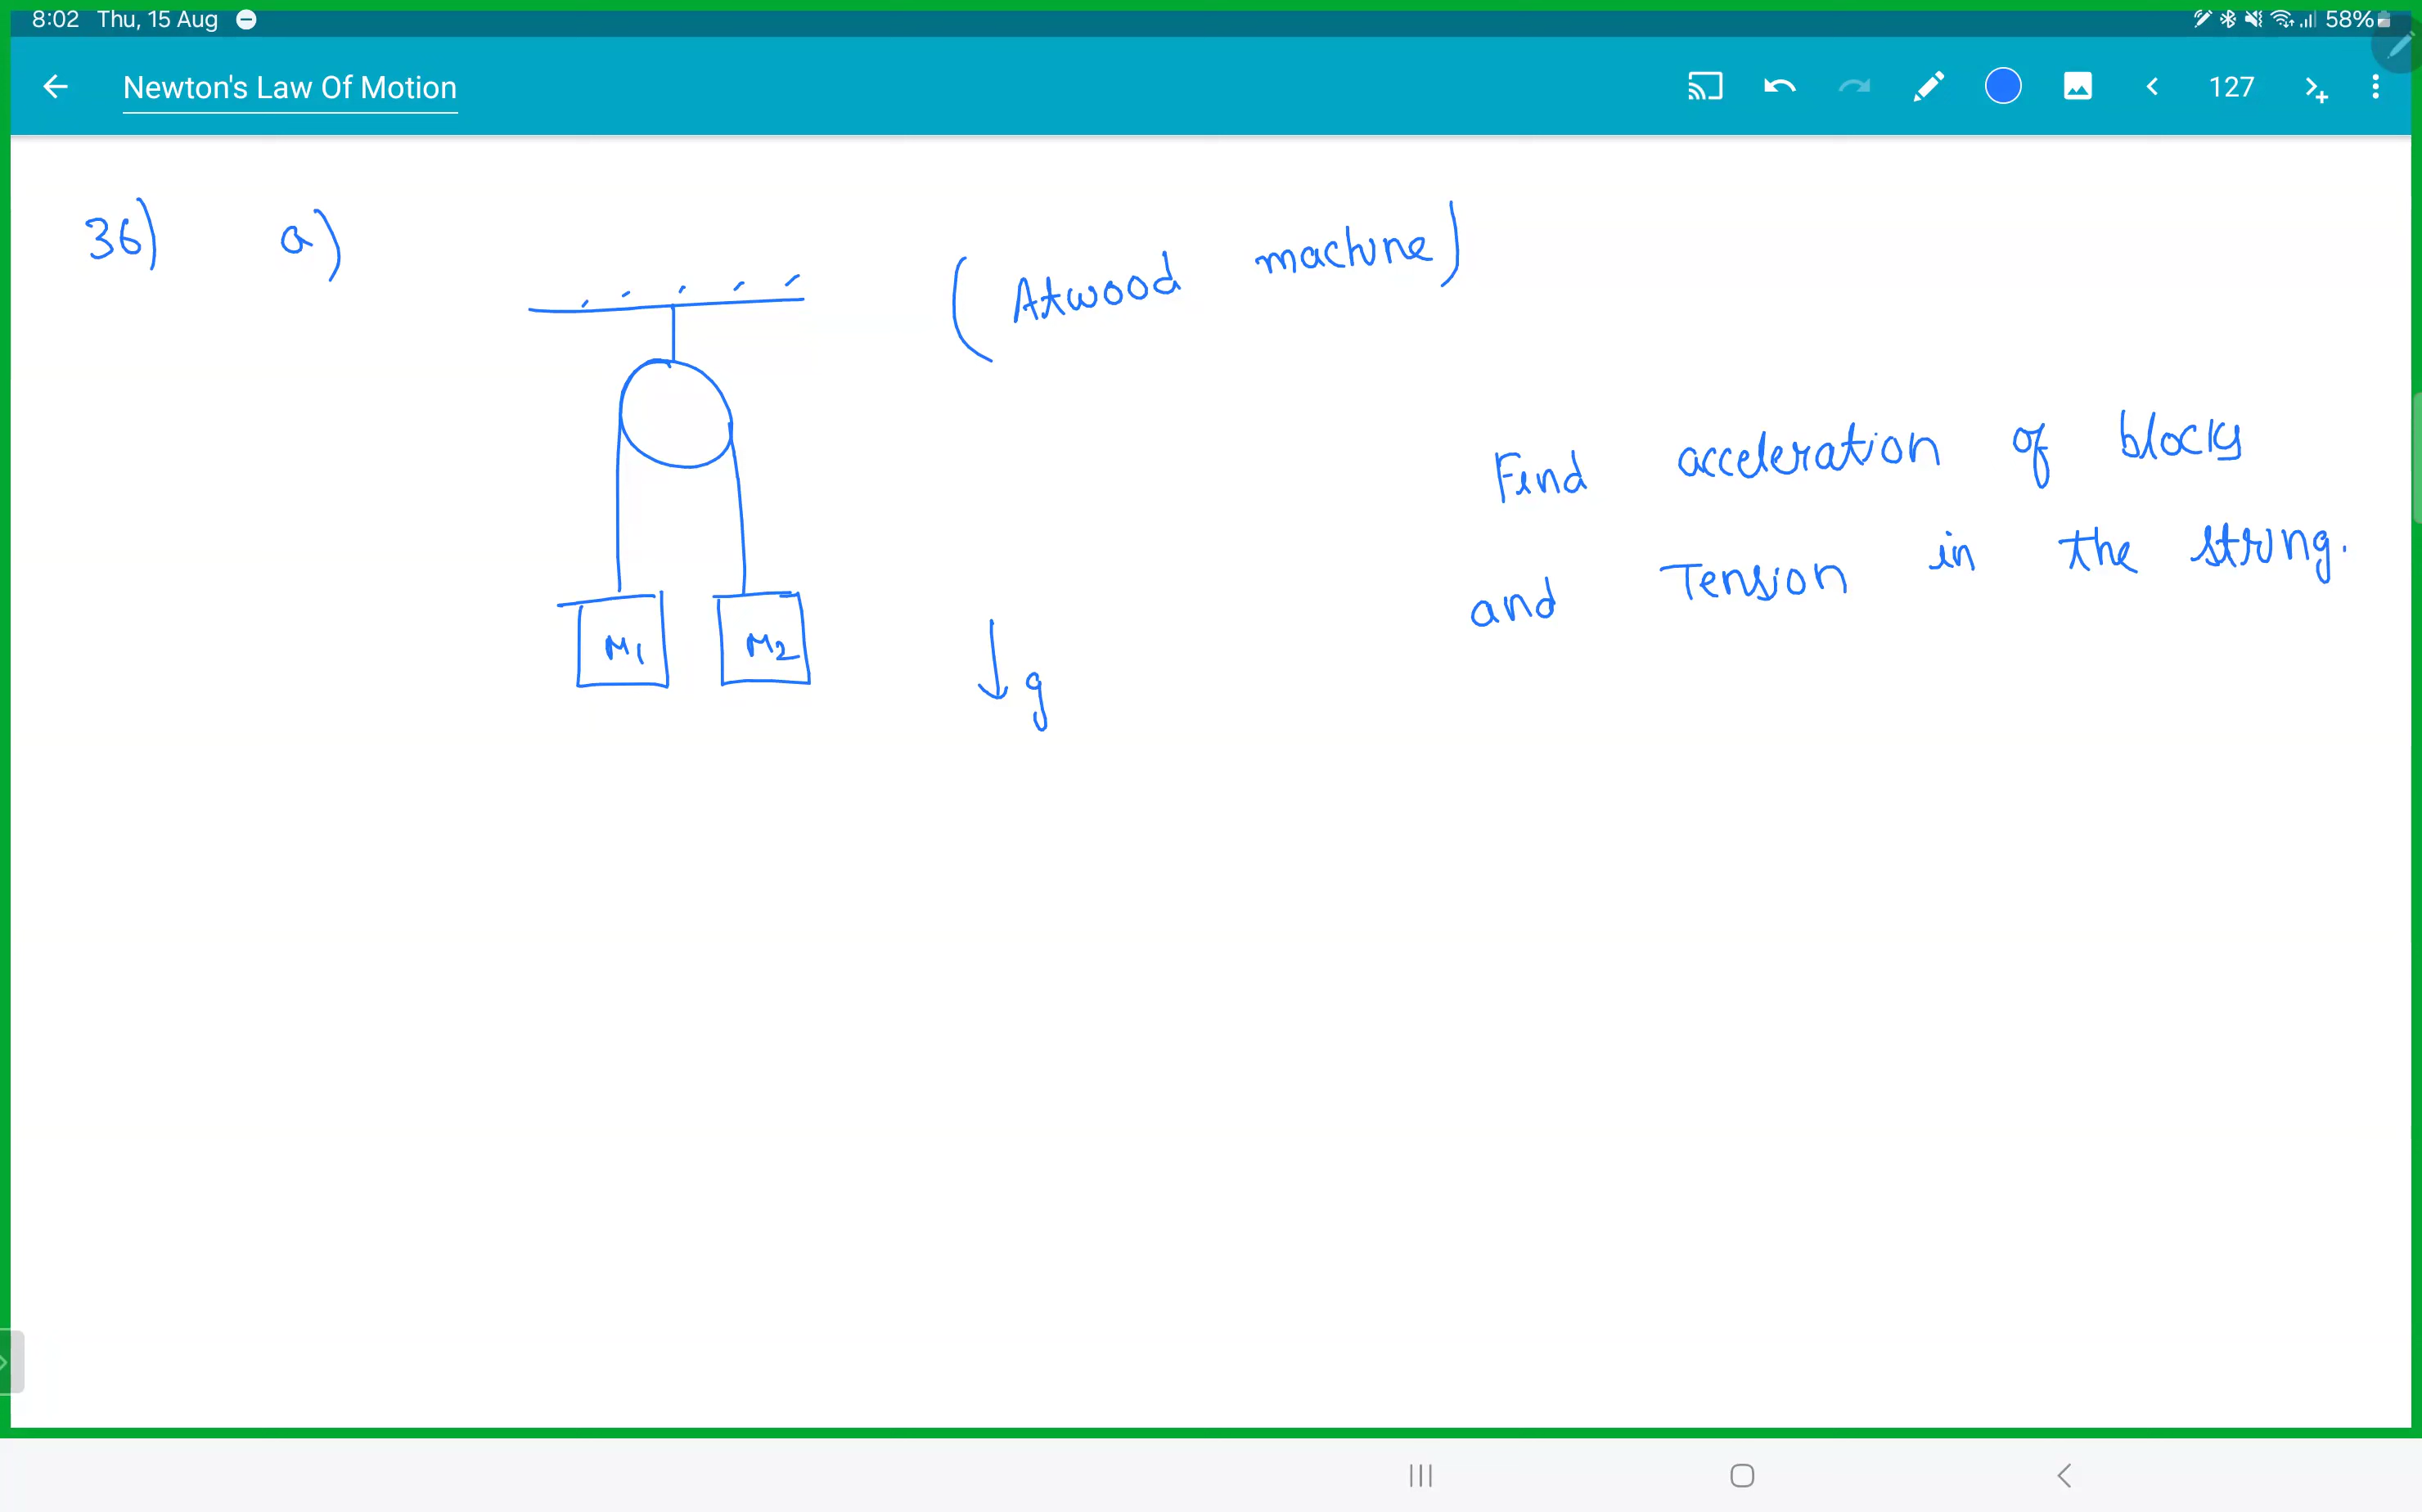 8:02 Thu, 15 Aug 58%
Newton's Law Of Motion 127
36) a) (Atwood machine)
Find acceleration of blocks
and Tension in the string.
M1 M2
g